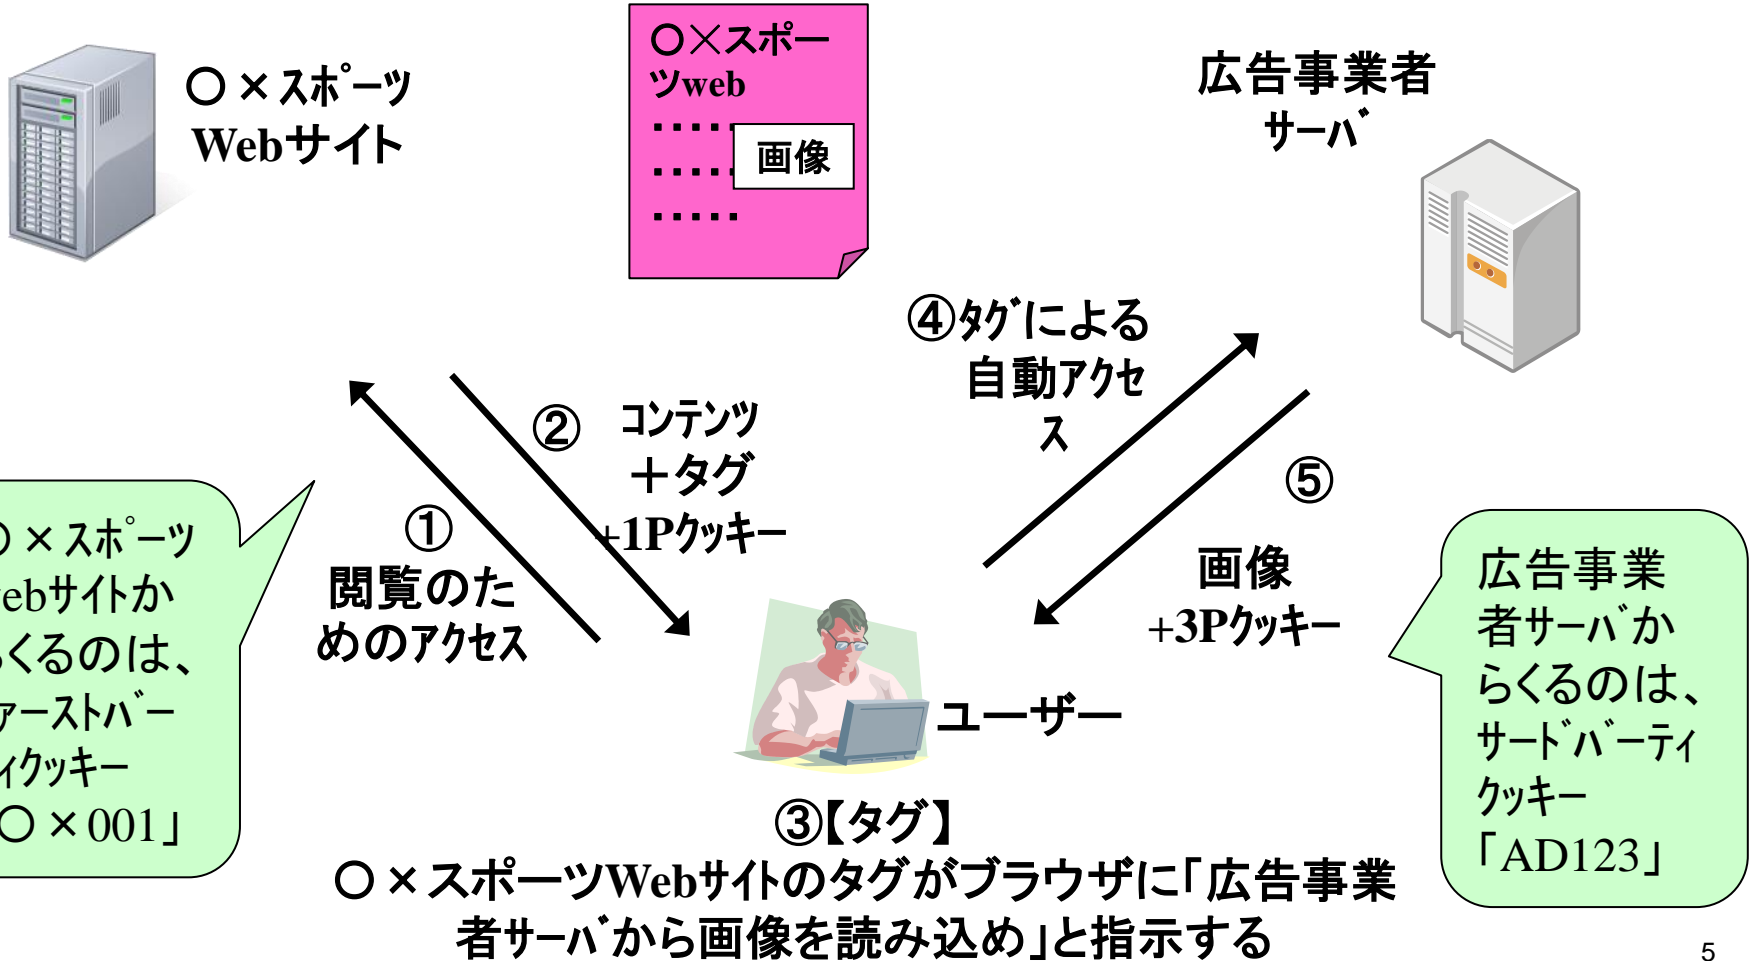 〇×スポーツ
Webサイト
〇×スポー
ツweb
・・・・・
・・・・・
・・・・・
画像
広告事業者
サーバ
④タグによる
自動アクセ
ス
②
コンテンツ
＋タグ
+1Pクッキー
①
閲覧のた
めのアクセス
⑤
画像
+3Pクッキー
〇×スポーツ
ebサイトか
らくるのは、
ァーストパー
ィクッキー
〇×001」
広告事業
者サーバか
らくるのは、
サードパーティ
クッキー
「AD123」
ユーザー
③【タグ】
〇×スポーツWebサイトのタグがブラウザに「広告事業
者サーバから画像を読み込め」と指示する
5